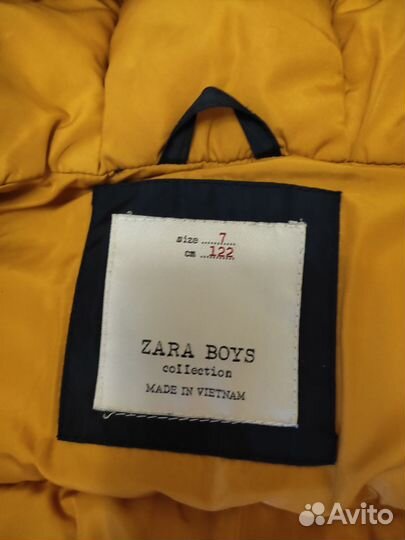 size ......7....
cm ...122...
ZARA BOYS
collection
MADE IN VIETNAM
Avito